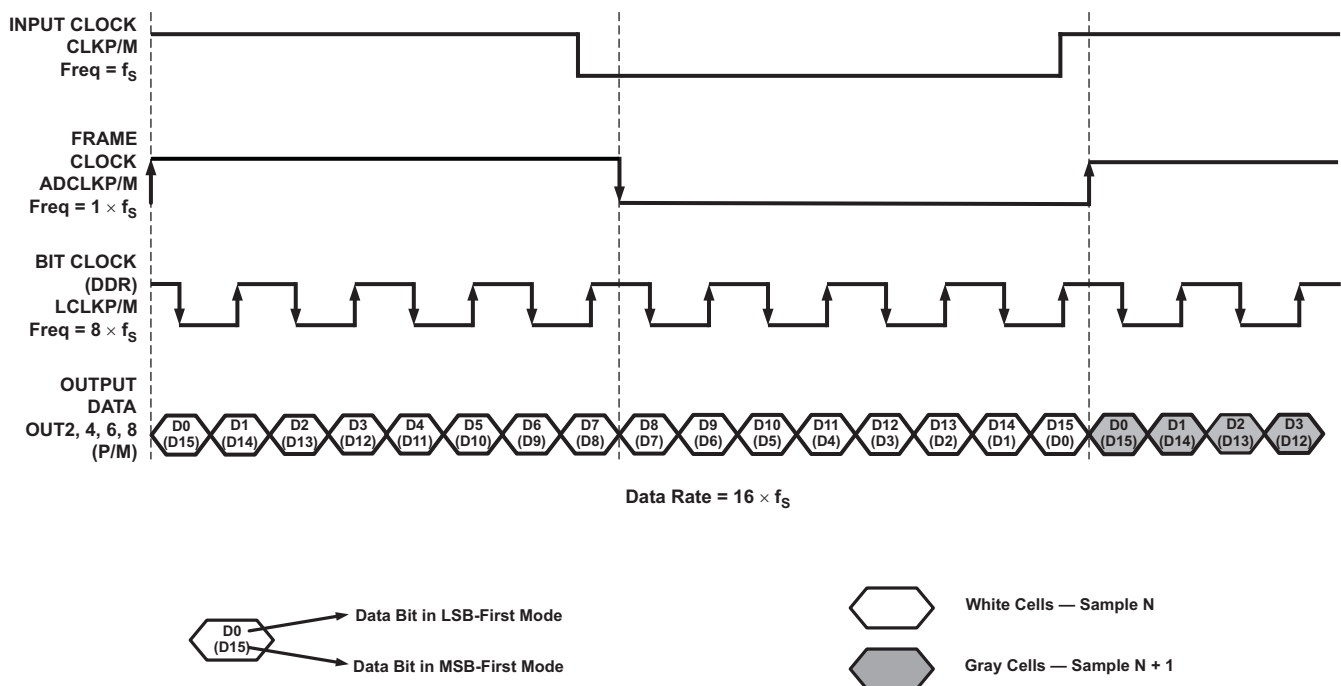 INPUT CLOCK
CLKP/M
Freq = fS
FRAME
CLOCK
ADCLKP/M
Freq = 1 × fS
BIT CLOCK
(DDR)
LCLKP/M
Freq = 8 × fS
OUTPUT
DATA
OUT2, 4, 6, 8
(P/M)
D0 D1 D2 D3 D4 D5 D6 D7 D8 D9 D10 D11 D12 D13 D14 D15 D0 D1 D2 D3
(D15) (D14) (D13) (D12) (D11) (D10) (D9) (D8) (D7) (D6) (D5) (D4) (D3) (D2) (D1) (D0) (D15) (D14) (D13) (D12)
Data Rate = 16 × fS
D0
(D15)
Data Bit in LSB-First Mode
Data Bit in MSB-First Mode
White Cells — Sample N
Gray Cells — Sample N + 1